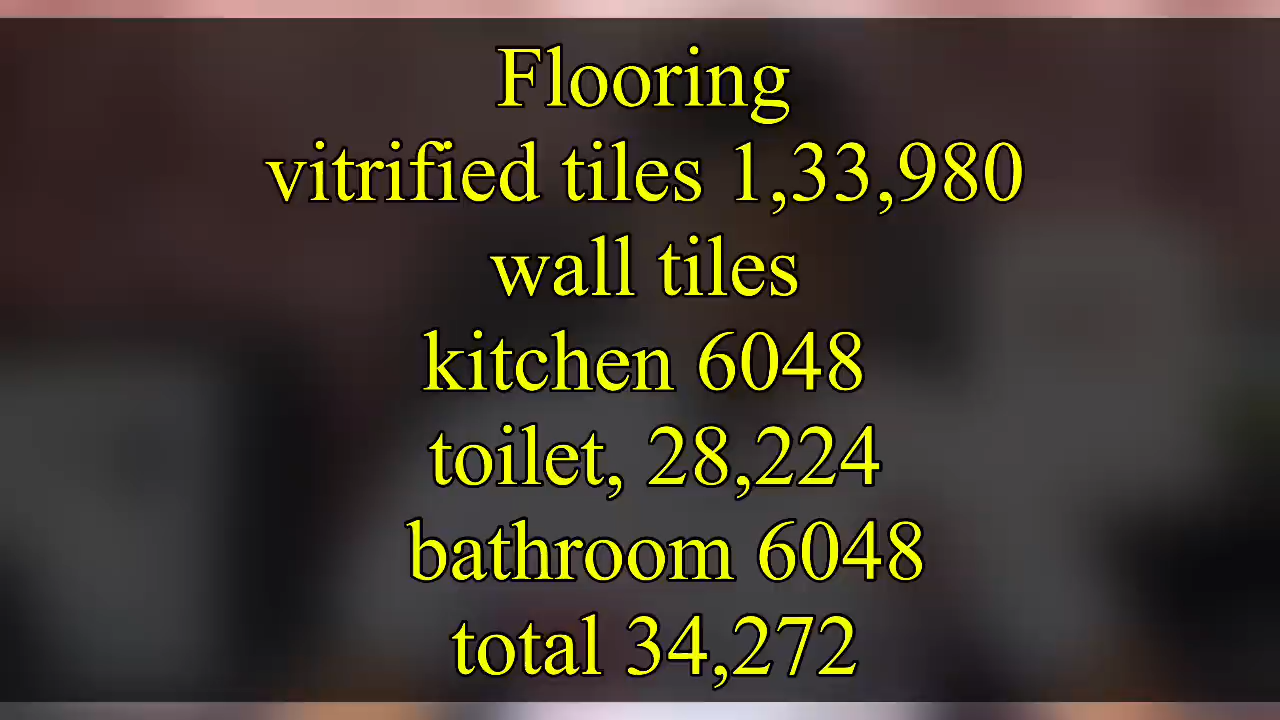 Flooring
vitrified tiles 1,33,980
wall tiles
kitchen 6048
toilet, 28,224
bathroom 6048
total 34,272